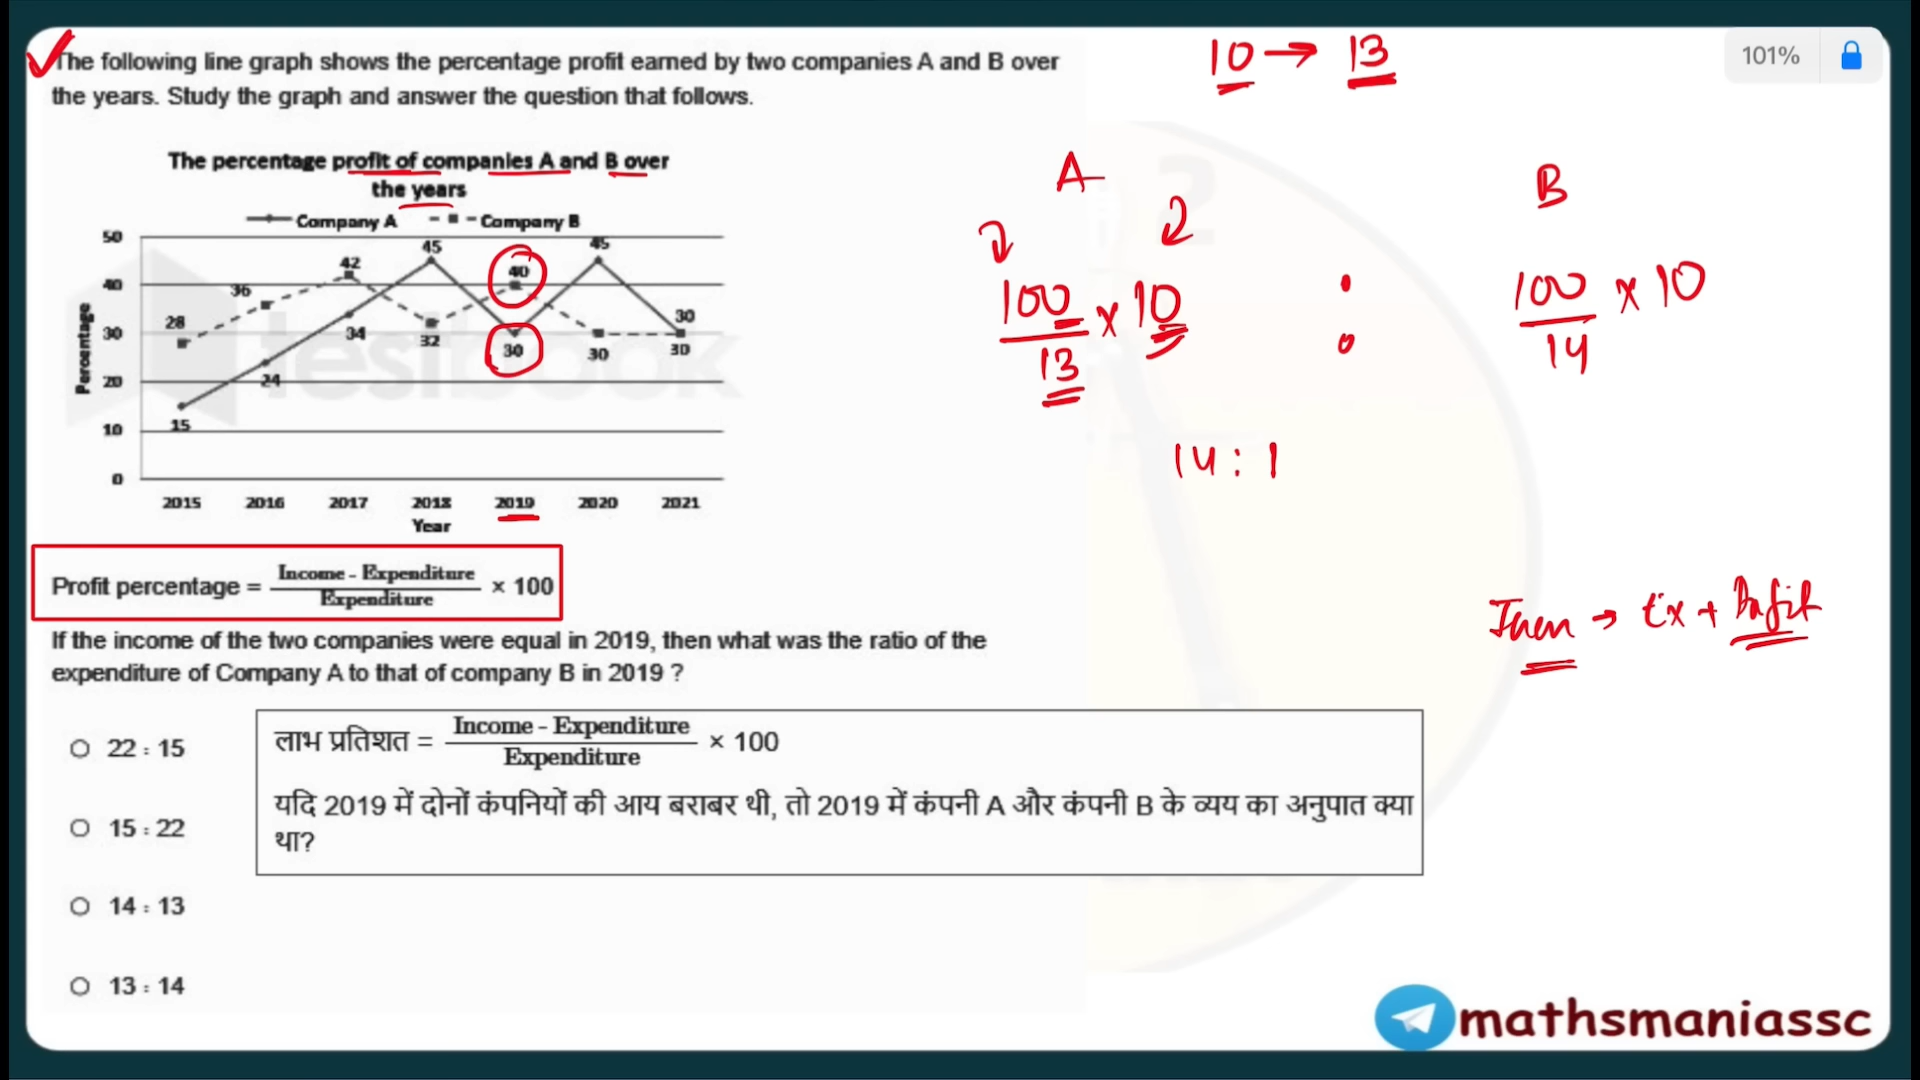 The following line graph shows the percentage profit earned by two companies A and B over
the years. Study the graph and answer the question that follows.
The percentage profit of companies A and B over
the years
Company A Company B
50
40
30
20
10
0
Percentage
15 24 34 45 30 45 30
28 36 42 32 40 30 30
2015 2016 2017 2018 2019 2020 2021
Year
Profit percentage = Income - Expenditure / Expenditure × 100
If the income of the two companies were equal in 2019, then what was the ratio of the
expenditure of Company A to that of company B in 2019 ?
22 : 15
15 : 22
14 : 13
13 : 14
लाभ प्रतिशत = Income - Expenditure / Expenditure × 100
यदि 2019 में दोनों कंपनियों की आय बराबर थी, तो 2019 में कंपनी A और कंपनी B के व्यय का अनुपात क्या
था?
10 → 13
A B
100/13 × 10 : 100/14 × 10
14 : 1
→ Ex + Profit
101%
testbook
mathsmaniassc